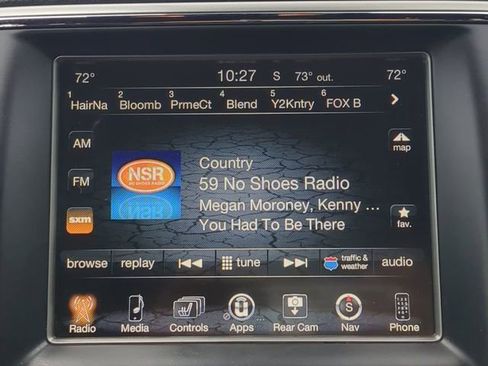 72° 10:27 S 73° out. 72°
1 HairNa 2 Bloomb 3 PrmeCt 4 Blend 5 Y2Kntry 6 FOX B
AM
map
NSR
NO SHOES RADIO
NSR
Country
59 No Shoes Radio
FM
Megan Moroney, Kenny ...
sxm
fav.
You Had To Be There
browse replay tune traffic & weather audio
Radio Media Controls Apps Rear Cam Nav Phone
S